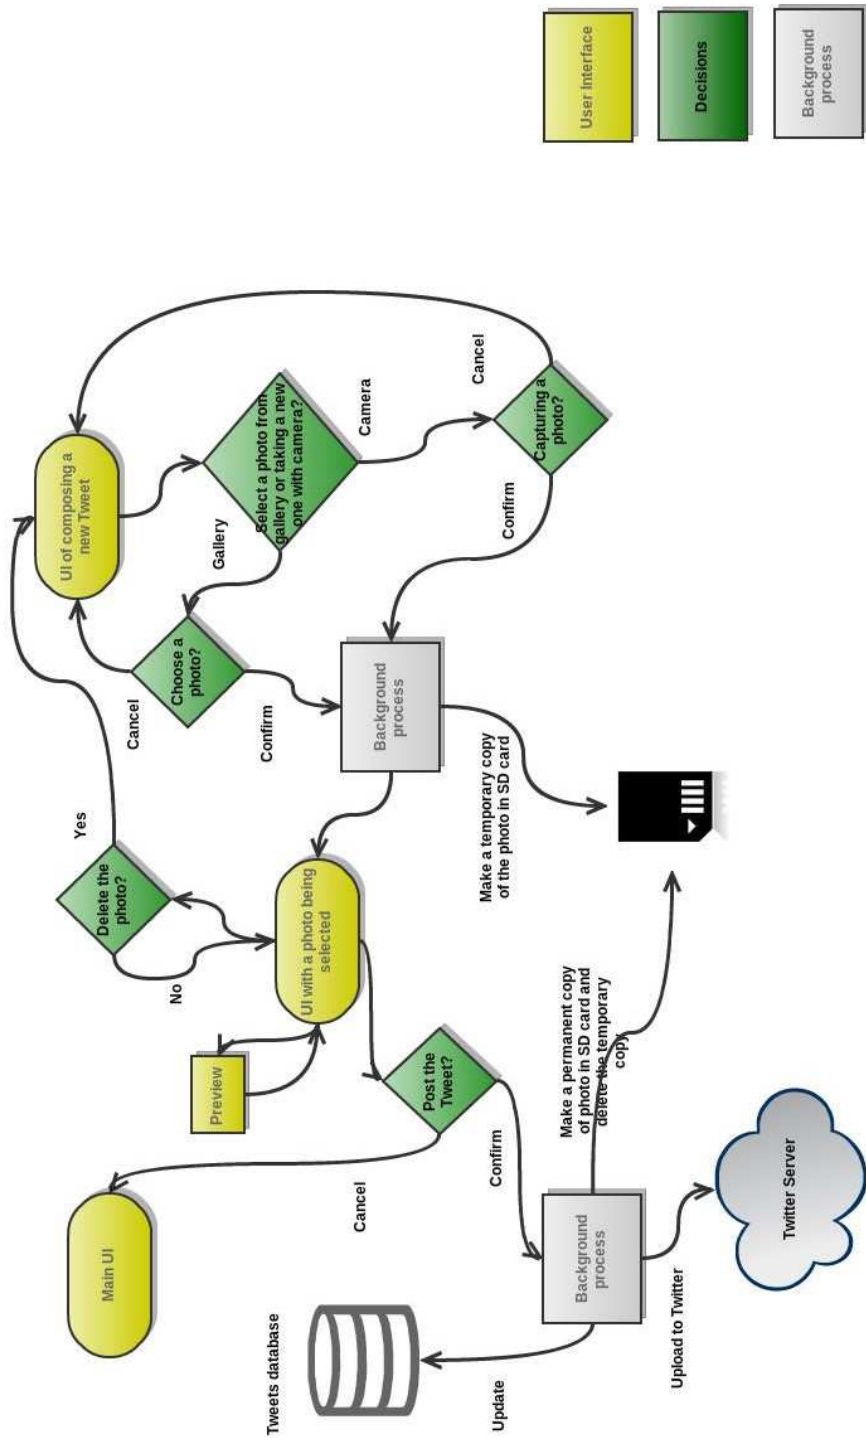 User Interface
Decisions
Background
process
UI of composing a
new Tweet
Select a photo from
gallery or taking a new
one with camera?
Camera
Gallery
Capturing a
photo?
Cancel
Confirm
Choose a
photo?
Cancel
Confirm
Background
process
Make a temporary copy
of the photo in SD card
Delete the
photo?
Yes
No
UI with a photo being
selected
Preview
Post the
Tweet?
Cancel
Confirm
Main UI
Background
process
Make a permanent copy
of photo in SD card and
delete the temporary
copy
Upload to Twitter
Twitter Server
Update
Tweets database